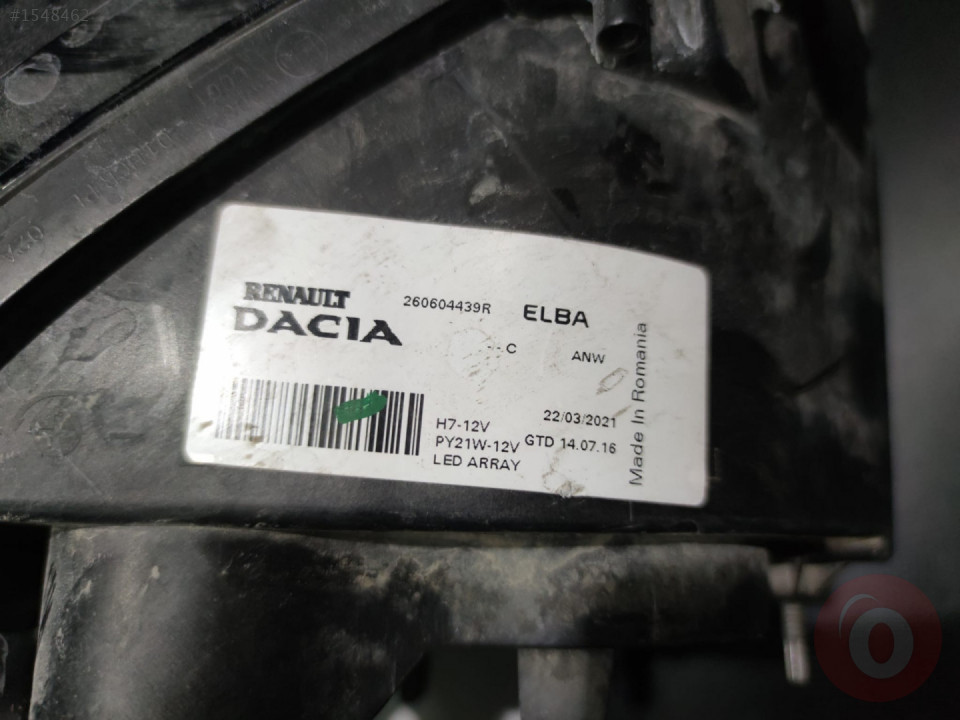 #1548462
RENAULT
DACIA
260604439R
ELBA
-- C
ANW
H7-12V
PY21W-12V
LED ARRAY
22/03/2021
GTD 14.07.16
Made In Romania